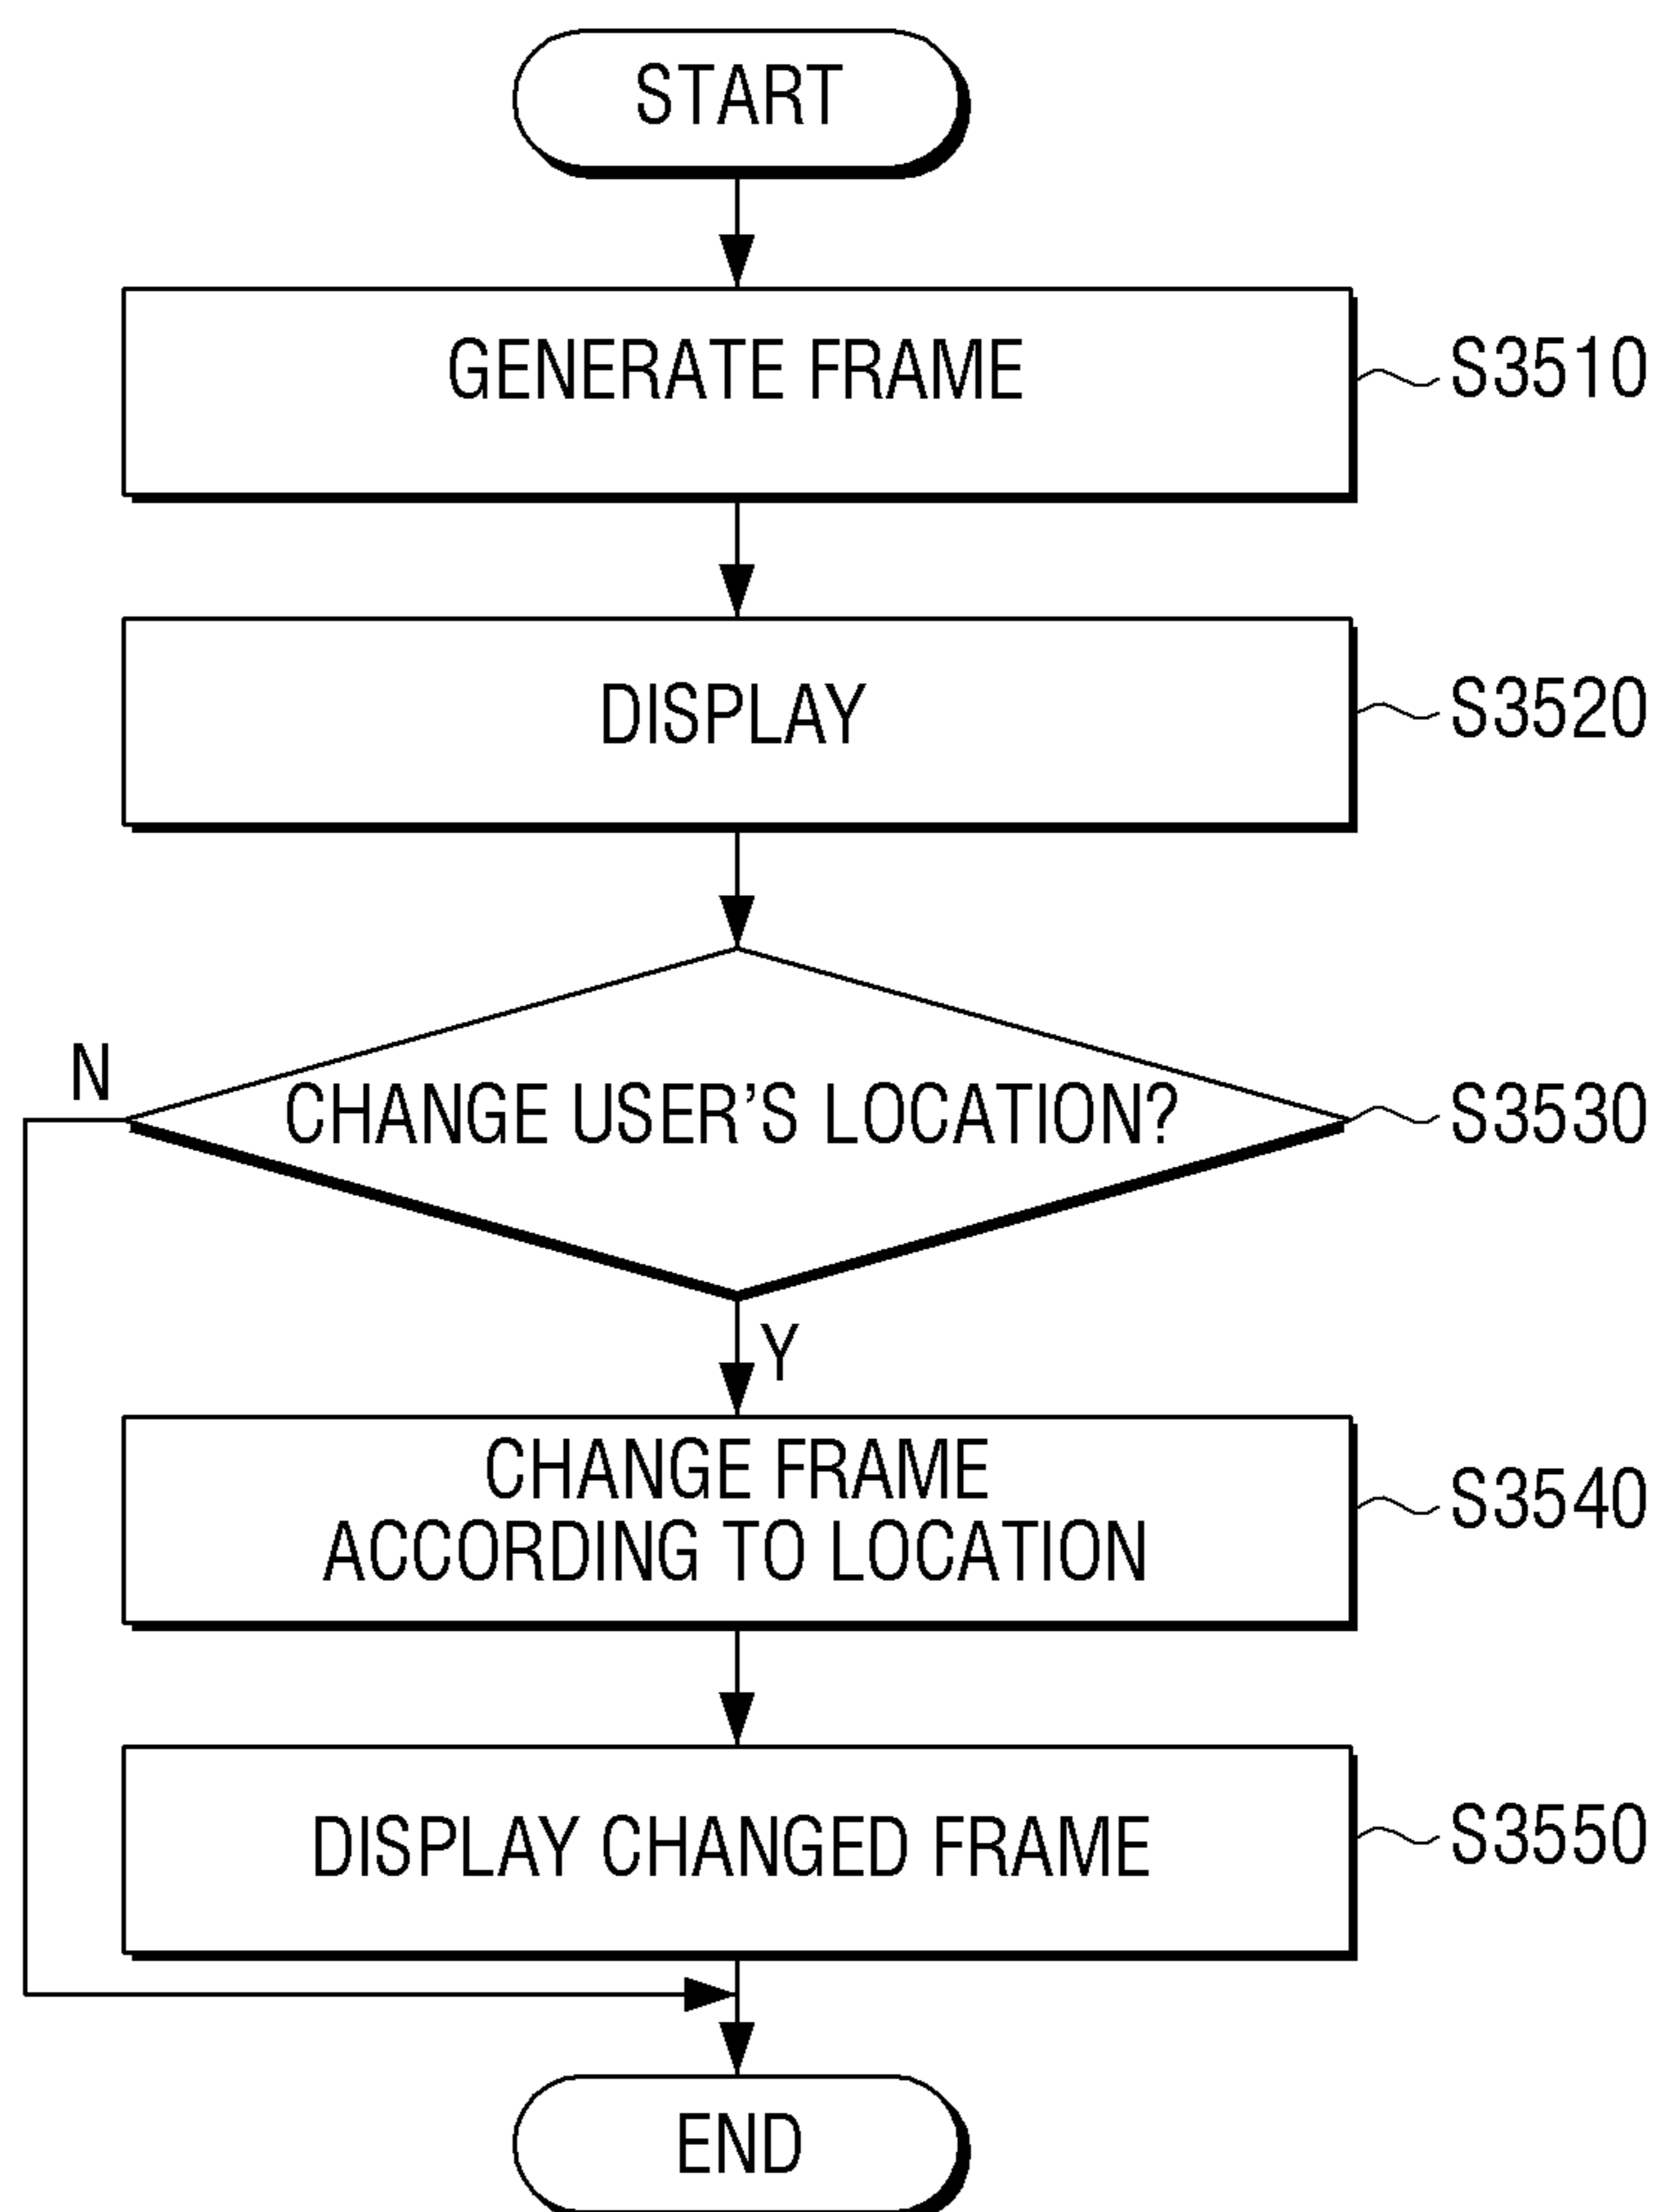 START
GENERATE FRAME
S3510
DISPLAY
S3520
N
CHANGE USER’S LOCATION?
S3530
Y
CHANGE FRAME
ACCORDING TO LOCATION
S3540
DISPLAY CHANGED FRAME
S3550
END